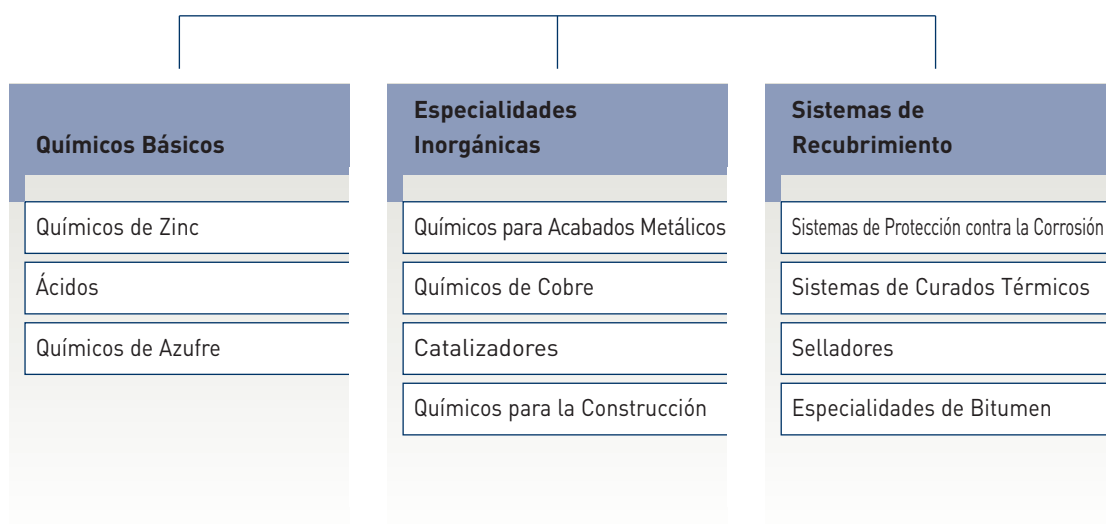 Químicos Básicos
Químicos de Zinc
Ácidos
Químicos de Azufre
Especialidades
Inorgánicas
Químicos para Acabados Metálicos
Químicos de Cobre
Catalizadores
Químicos para la Construcción
Sistemas de
Recubrimiento
Sistemas de Protección contra la Corrosión
Sistemas de Curados Térmicos
Selladores
Especialidades de Bitumen